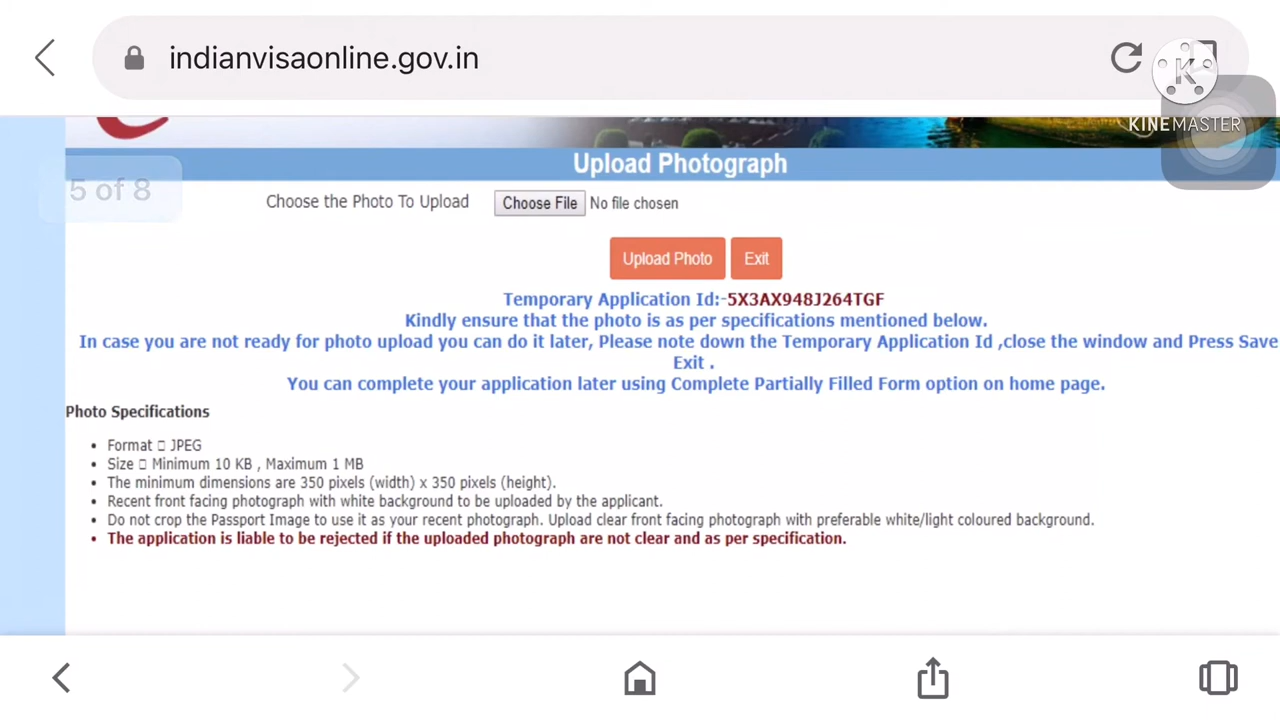 indianvisaonline.gov.in
KINEMASTER
Upload Photograph
5 of 8
Choose the Photo To Upload Choose File No file chosen
Upload Photo Exit
Temporary Application Id:-5X3AX948J264TGF
Kindly ensure that the photo is as per specifications mentioned below.
In case you are not ready for photo upload you can do it later, Please note down the Temporary Application Id ,close the window and Press Save
Exit .
You can complete your application later using Complete Partially Filled Form option on home page.
Photo Specifications
• Format □ JPEG
• Size □ Minimum 10 KB , Maximum 1 MB
• The minimum dimensions are 350 pixels (width) x 350 pixels (height).
• Recent front facing photograph with white background to be uploaded by the applicant.
• Do not crop the Passport Image to use it as your recent photograph. Upload clear front facing photograph with preferable white/light coloured background.
• The application is liable to be rejected if the uploaded photograph are not clear and as per specification.